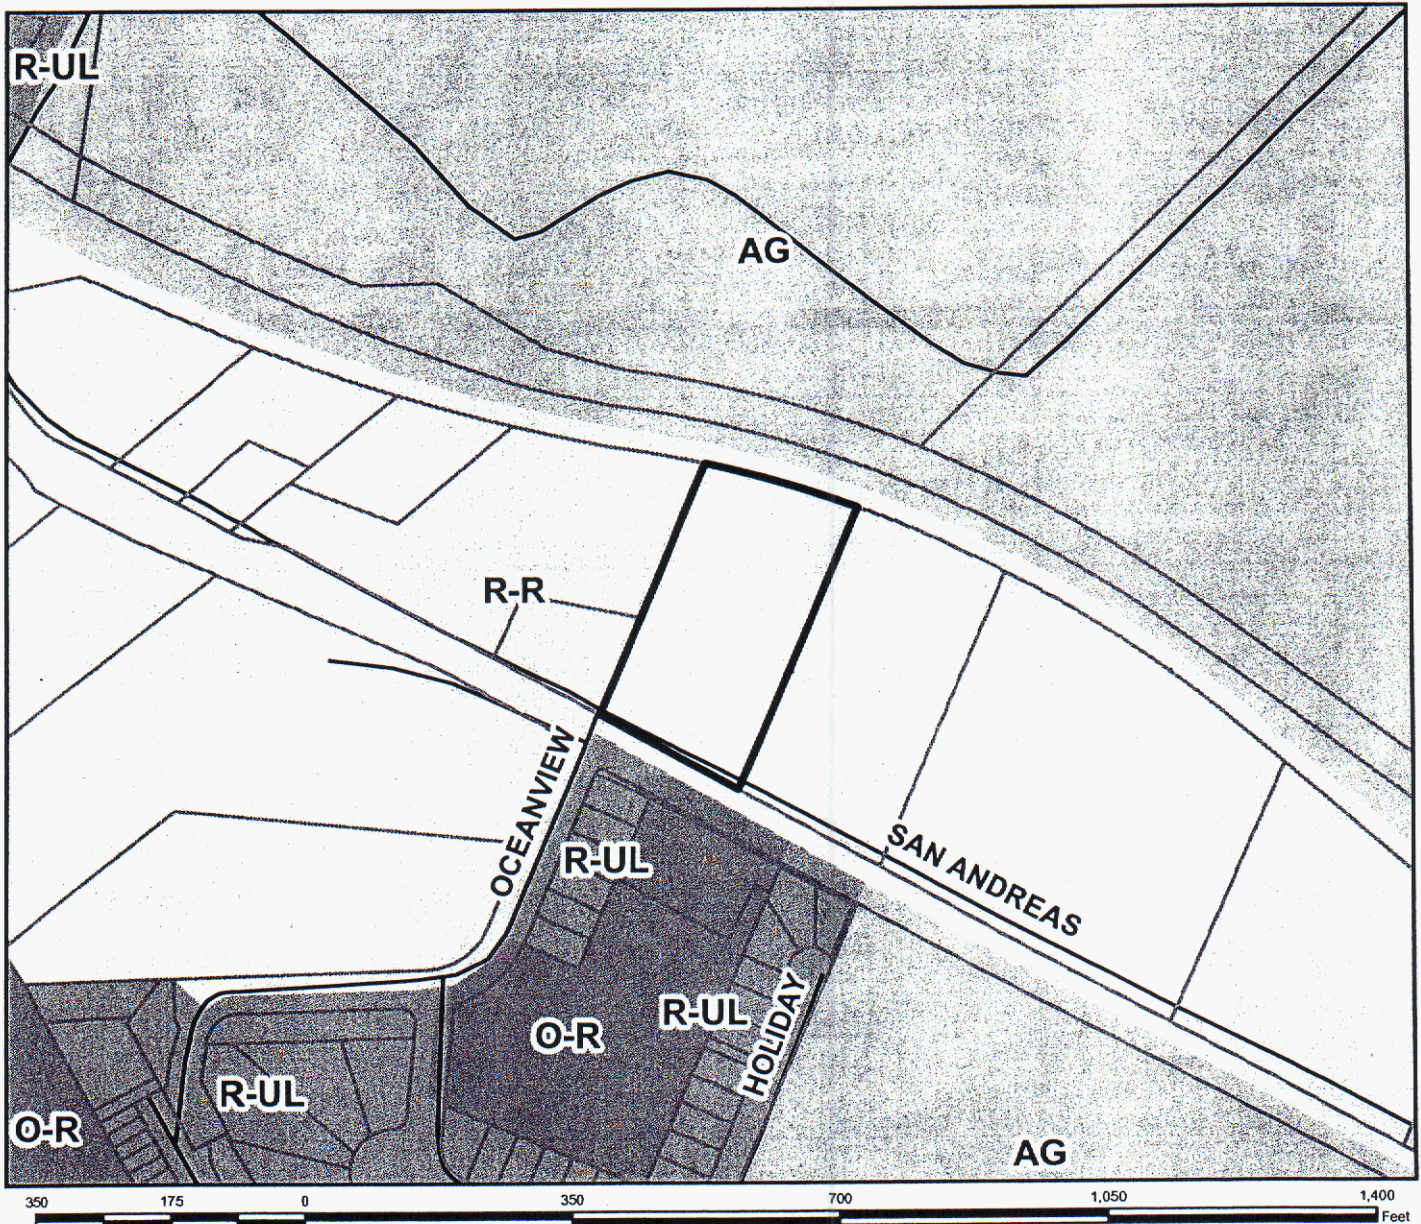 R-UL
AG
R-R
OCEANVIEW
R-UL
SAN ANDREAS
R-UL
HOLIDAY
O-R
R-UL
O-R
AG
350 175 0 350 700 1,050 1,400
Feet